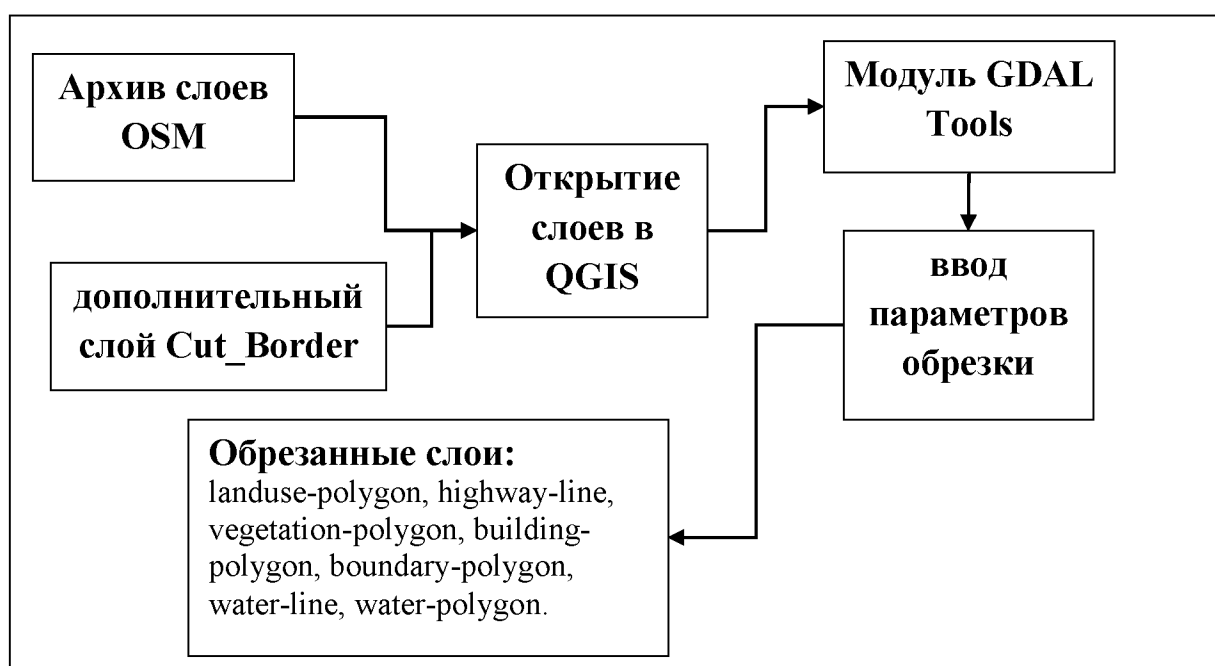 Архив слоев
OSM
дополнительный
слой Cut_Border
Открытие
слоев в
QGIS
Модуль GDAL
Tools
ввод
параметров
обрезки
Обрезанные слои:
landuse-polygon, highway-line,
vegetation-polygon, building-
polygon, boundary-polygon,
water-line, water-polygon.